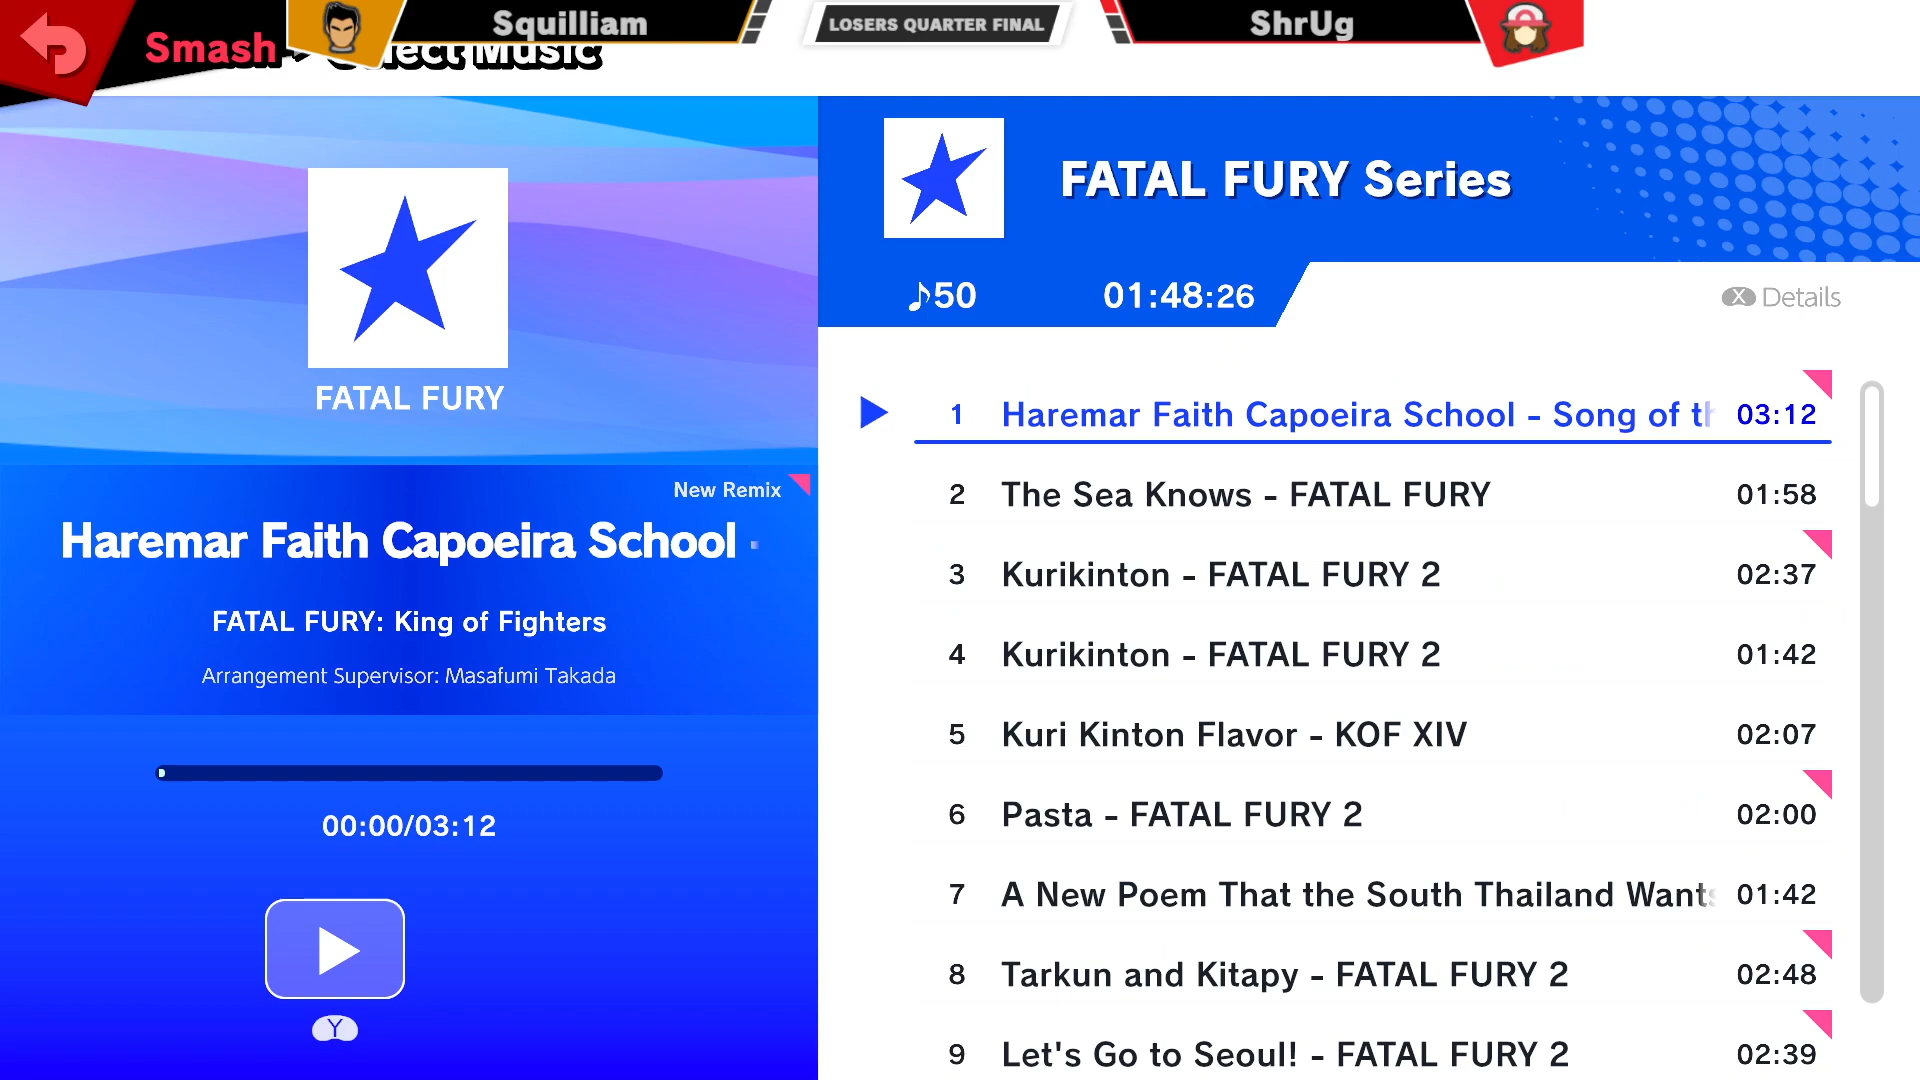 Squilliam
LOSERS QUARTER FINAL
ShrUg
Smash
Select Music
FATAL FURY
New Remix
Haremar Faith Capoeira School
FATAL FURY: King of Fighters
Arrangement Supervisor: Masafumi Takada
00:00/03:12
Y
FATAL FURY Series
♪50
01:48:26
X Details
1 Haremar Faith Capoeira School - Song of th 03:12
2 The Sea Knows - FATAL FURY 01:58
3 Kurikinton - FATAL FURY 2 02:37
4 Kurikinton - FATAL FURY 2 01:42
5 Kuri Kinton Flavor - KOF XIV 02:07
6 Pasta - FATAL FURY 2 02:00
7 A New Poem That the South Thailand Wants 01:42
8 Tarkun and Kitapy - FATAL FURY 2 02:48
9 Let's Go to Seoul! - FATAL FURY 2 02:39